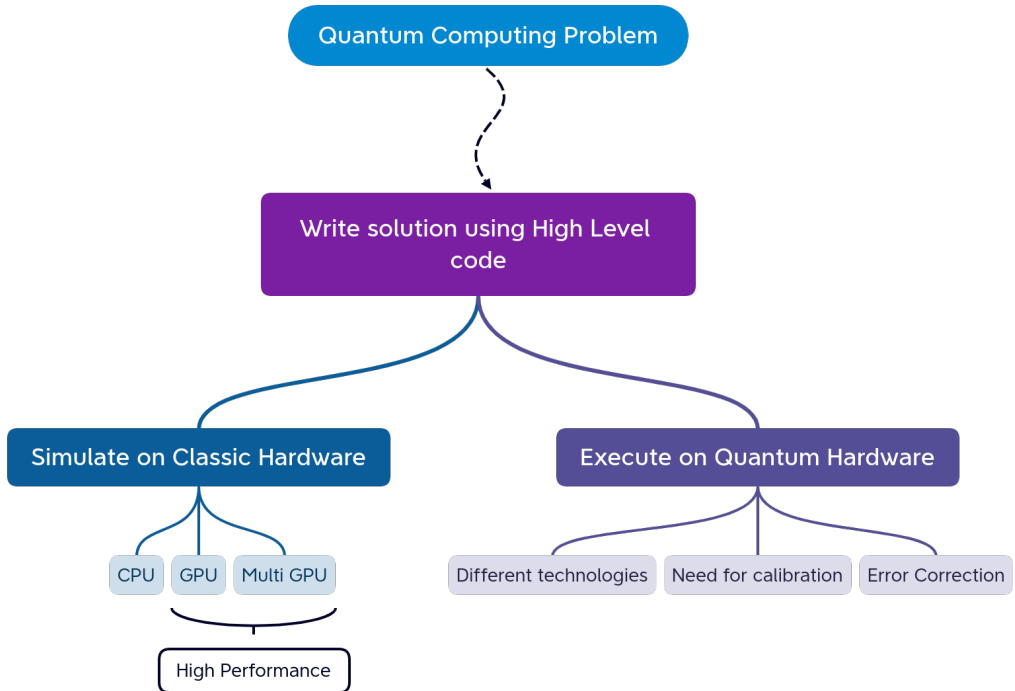 Quantum Computing Problem
Write solution using High Level
code
Simulate on Classic Hardware
Execute on Quantum Hardware
CPU
GPU
Multi GPU
Different technologies
Need for calibration
Error Correction
High Performance